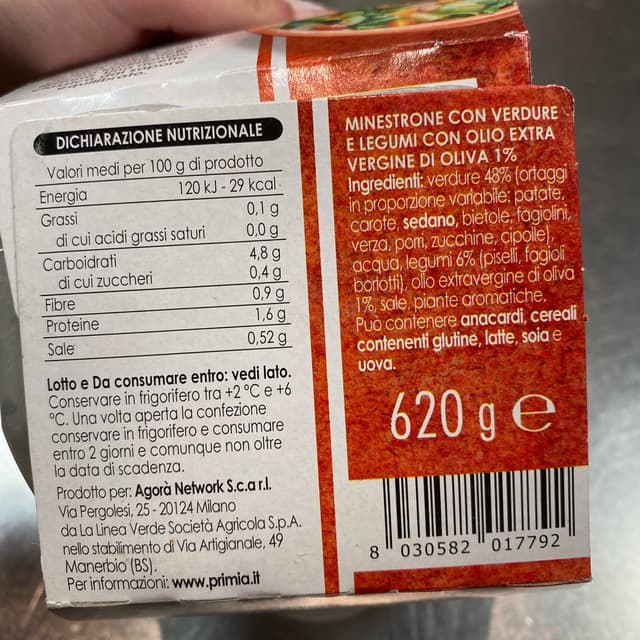 DICHIARAZIONE NUTRIZIONALE
Valori medi per 100 g di prodotto
Energia 120 kJ - 29 kcal
Grassi 0,1 g
di cui acidi grassi saturi 0,0 g
Carboidrati 4,8 g
di cui zuccheri 0,4 g
Fibre 0,9 g
Proteine 1,6 g
Sale 0,52 g
Lotto e Da consumare entro: vedi lato.
Conservare in frigorifero tra +2 °C e +6
°C. Una volta aperta la confezione
conservare in frigorifero e consumare
entro 2 giorni e comunque non oltre
la data di scadenza.
Prodotto per: Agorà Network S.c.a r.l.
Via Pergolesi, 25 - 20124 Milano
da La Linea Verde Società Agricola S.p.A.
nello stabilimento di Via Artigianale, 49
Manerbio (BS).
Per informazioni: www.primia.it
MINESTRONE CON VERDURE
E LEGUMI CON OLIO EXTRA
VERGINE DI OLIVA 1%
Ingredienti: verdure 48% (ortaggi
in proporzione variabile: patate,
carote, sedano, bietole, fagiolini,
verza, porri, zucchine, cipolle),
acqua, legumi 6% (piselli, fagioli
borlotti), olio extravergine di oliva
1%, sale, piante aromatiche.
Può contenere anacardi, cereali
contenenti glutine, latte, soia e
uova.
620 g e
8 030582 017792